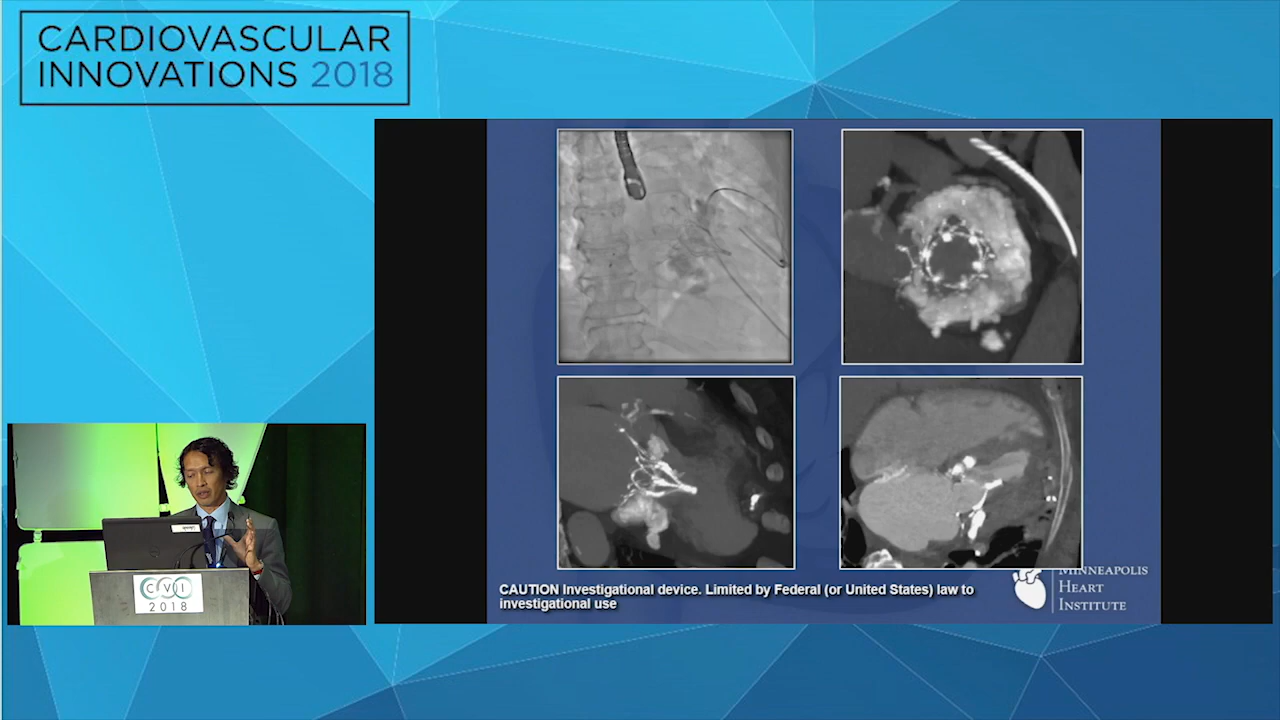 CARDIOVASCULAR
INNOVATIONS 2018
CAUTION Investigational device. Limited by Federal (or United States) law to
investigational use
MINNEAPOLIS
HEART
INSTITUTE
CVI
2018